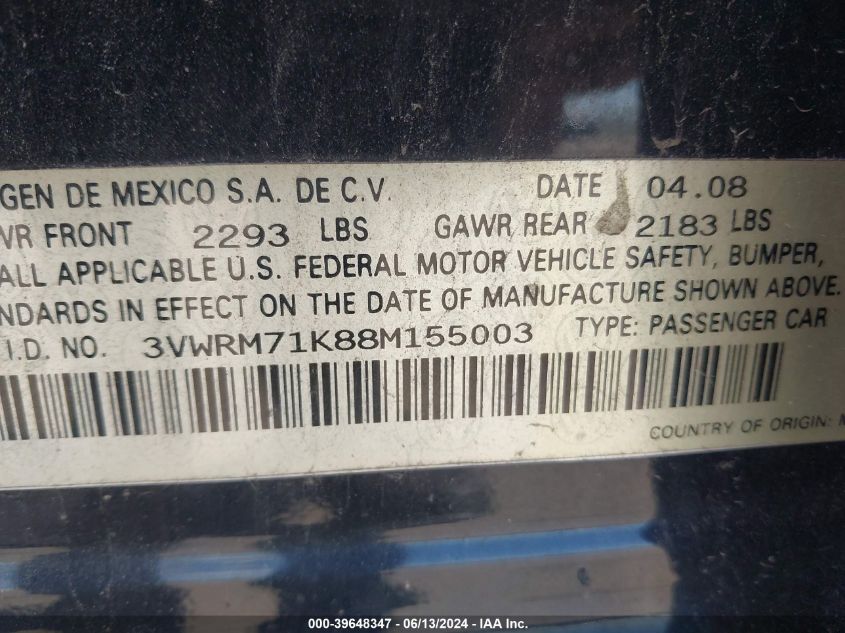 GEN DE MEXICO S.A. DE C.V. DATE 04.08
WR FRONT 2293 LBS GAWR REAR 2183 LBS
ALL APPLICABLE U.S. FEDERAL MOTOR VEHICLE SAFETY, BUMPER,
NDARDS IN EFFECT ON THE DATE OF MANUFACTURE SHOWN ABOVE.
I.D. NO. 3VWRM71K88M155003 TYPE: PASSENGER CAR
COUNTRY OF ORIGIN: M
000-39648347 / 06/13/2024 - IAA Inc.